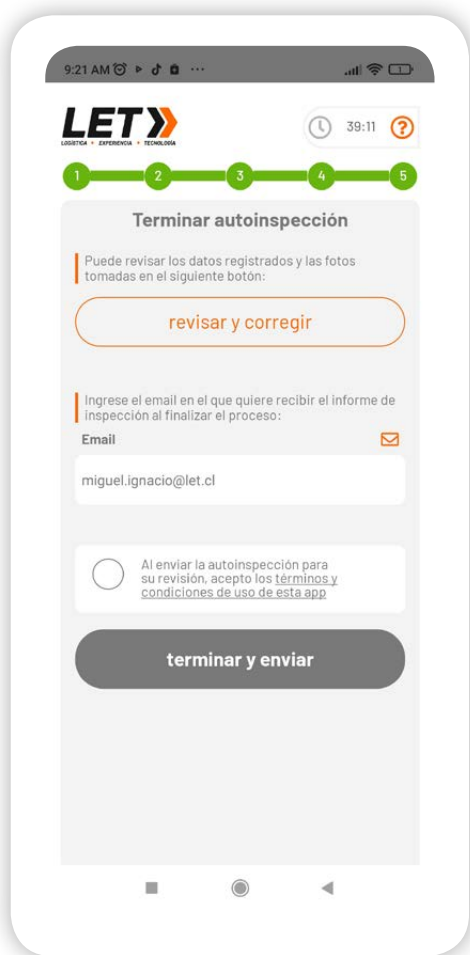 9:21 AM
LET
LOGÍSTICA • EXPERIENCIA • TECNOLOGÍA
39:11 ?
1 2 3 4 5
Terminar autoinspección
Puede revisar los datos registrados y las fotos
tomadas en el siguiente botón:
revisar y corregir
Ingrese el email en el que quiere recibir el informe de
inspección al finalizar el proceso:
Email
miguel.ignacio@let.cl
Al enviar la autoinspección para
su revisión, acepto los términos y
condiciones de uso de esta app
terminar y enviar